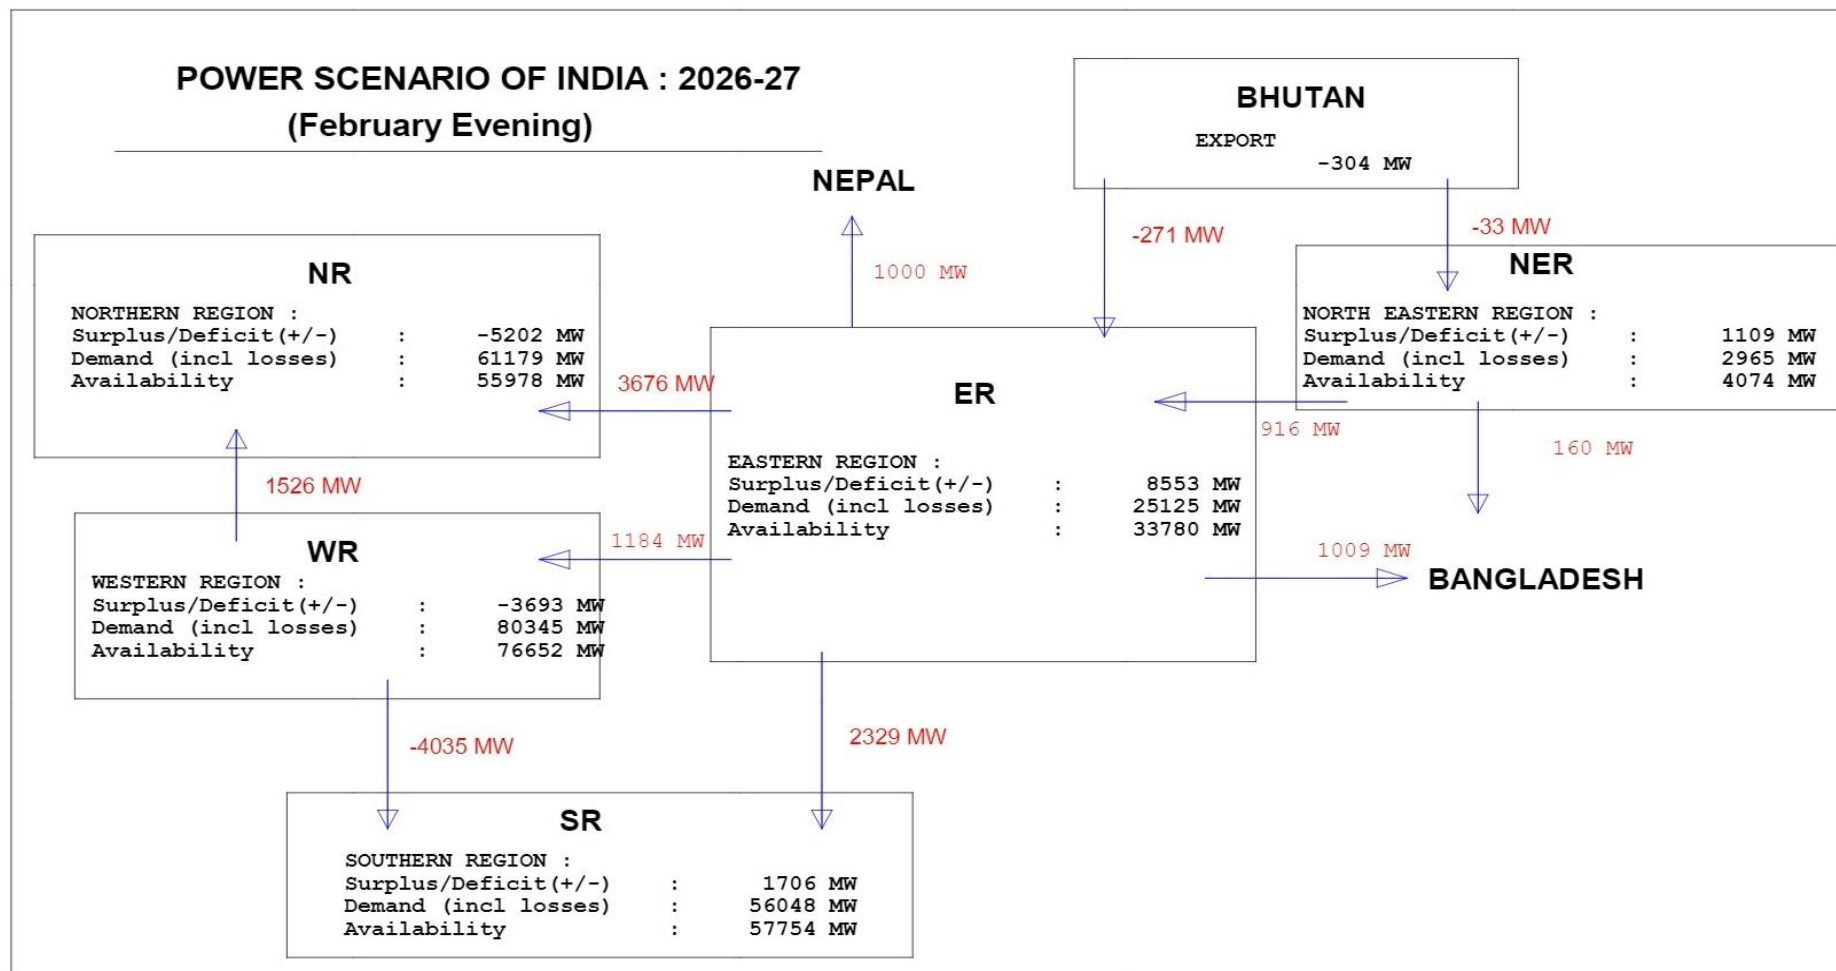 POWER SCENARIO OF INDIA : 2026-27
(February Evening)
BHUTAN
EXPORT
-304 MW
NEPAL
-271 MW
-33 MW
1000 MW
NR
NORTHERN REGION :
Surplus/Deficit(+/-) : -5202 MW
Demand (incl losses) : 61179 MW
Availability : 55978 MW
3676 MW
NER
NORTH EASTERN REGION :
Surplus/Deficit(+/-) : 1109 MW
Demand (incl losses) : 2965 MW
Availability : 4074 MW
916 MW
160 MW
ER
EASTERN REGION :
Surplus/Deficit(+/-) : 8553 MW
Demand (incl losses) : 25125 MW
Availability : 33780 MW
1526 MW
1184 MW
1009 MW
BANGLADESH
WR
WESTERN REGION :
Surplus/Deficit(+/-) : -3693 MW
Demand (incl losses) : 80345 MW
Availability : 76652 MW
-4035 MW
2329 MW
SR
SOUTHERN REGION :
Surplus/Deficit(+/-) : 1706 MW
Demand (incl losses) : 56048 MW
Availability : 57754 MW